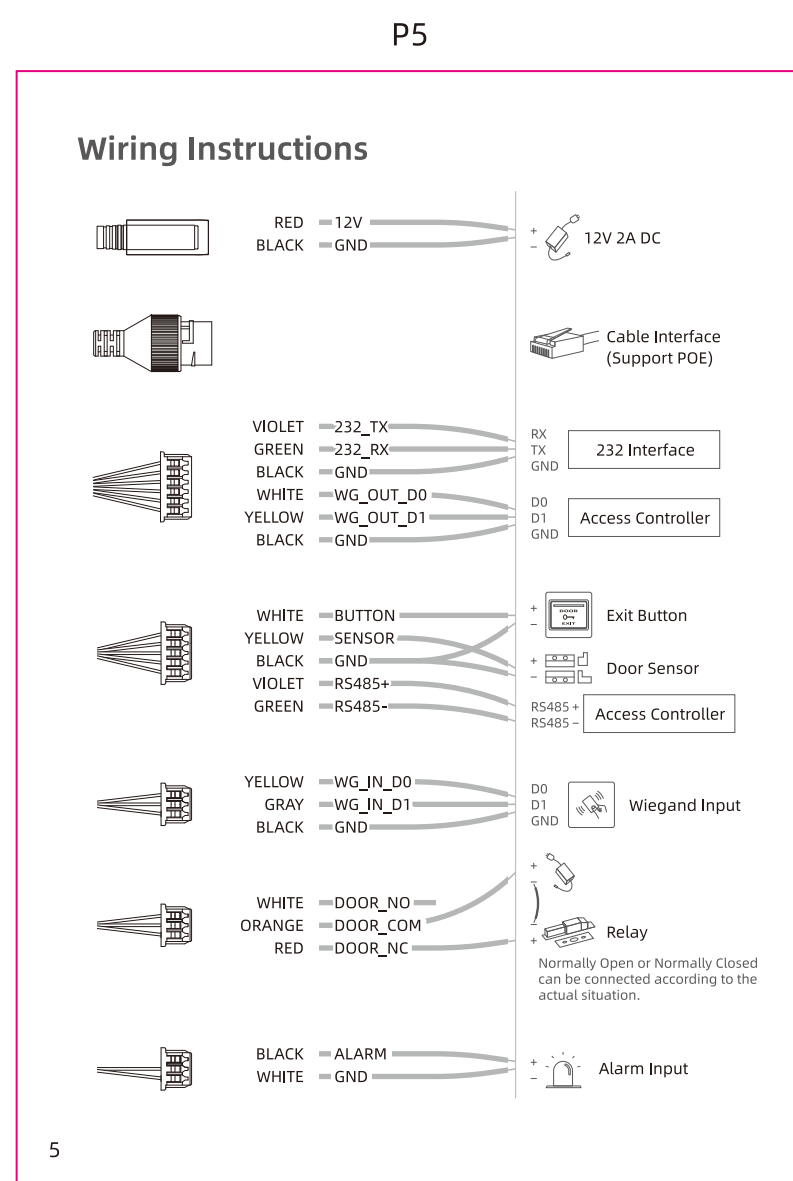 P5
Wiring Instructions
RED 12V
BLACK GND
+
−
12V 2A DC
Cable Interface
(Support POE)
VIOLET 232_TX
GREEN 232_RX
BLACK GND
WHITE WG_OUT_D0
YELLOW WG_OUT_D1
BLACK GND
RX
TX
GND
232 Interface
D0
D1
GND
Access Controller
WHITE BUTTON
YELLOW SENSOR
BLACK GND
VIOLET RS485+
GREEN RS485-
+
−
DOOR
EXIT
Exit Button
+
−
Door Sensor
RS485 +
RS485 −
Access Controller
YELLOW WG_IN_D0
GRAY WG_IN_D1
BLACK GND
D0
D1
GND
Wiegand Input
WHITE DOOR_NO
ORANGE DOOR_COM
RED DOOR_NC
+
−
−
+
Relay
Normally Open or Normally Closed
can be connected according to the
actual situation.
BLACK ALARM
WHITE GND
+
−
Alarm Input
5